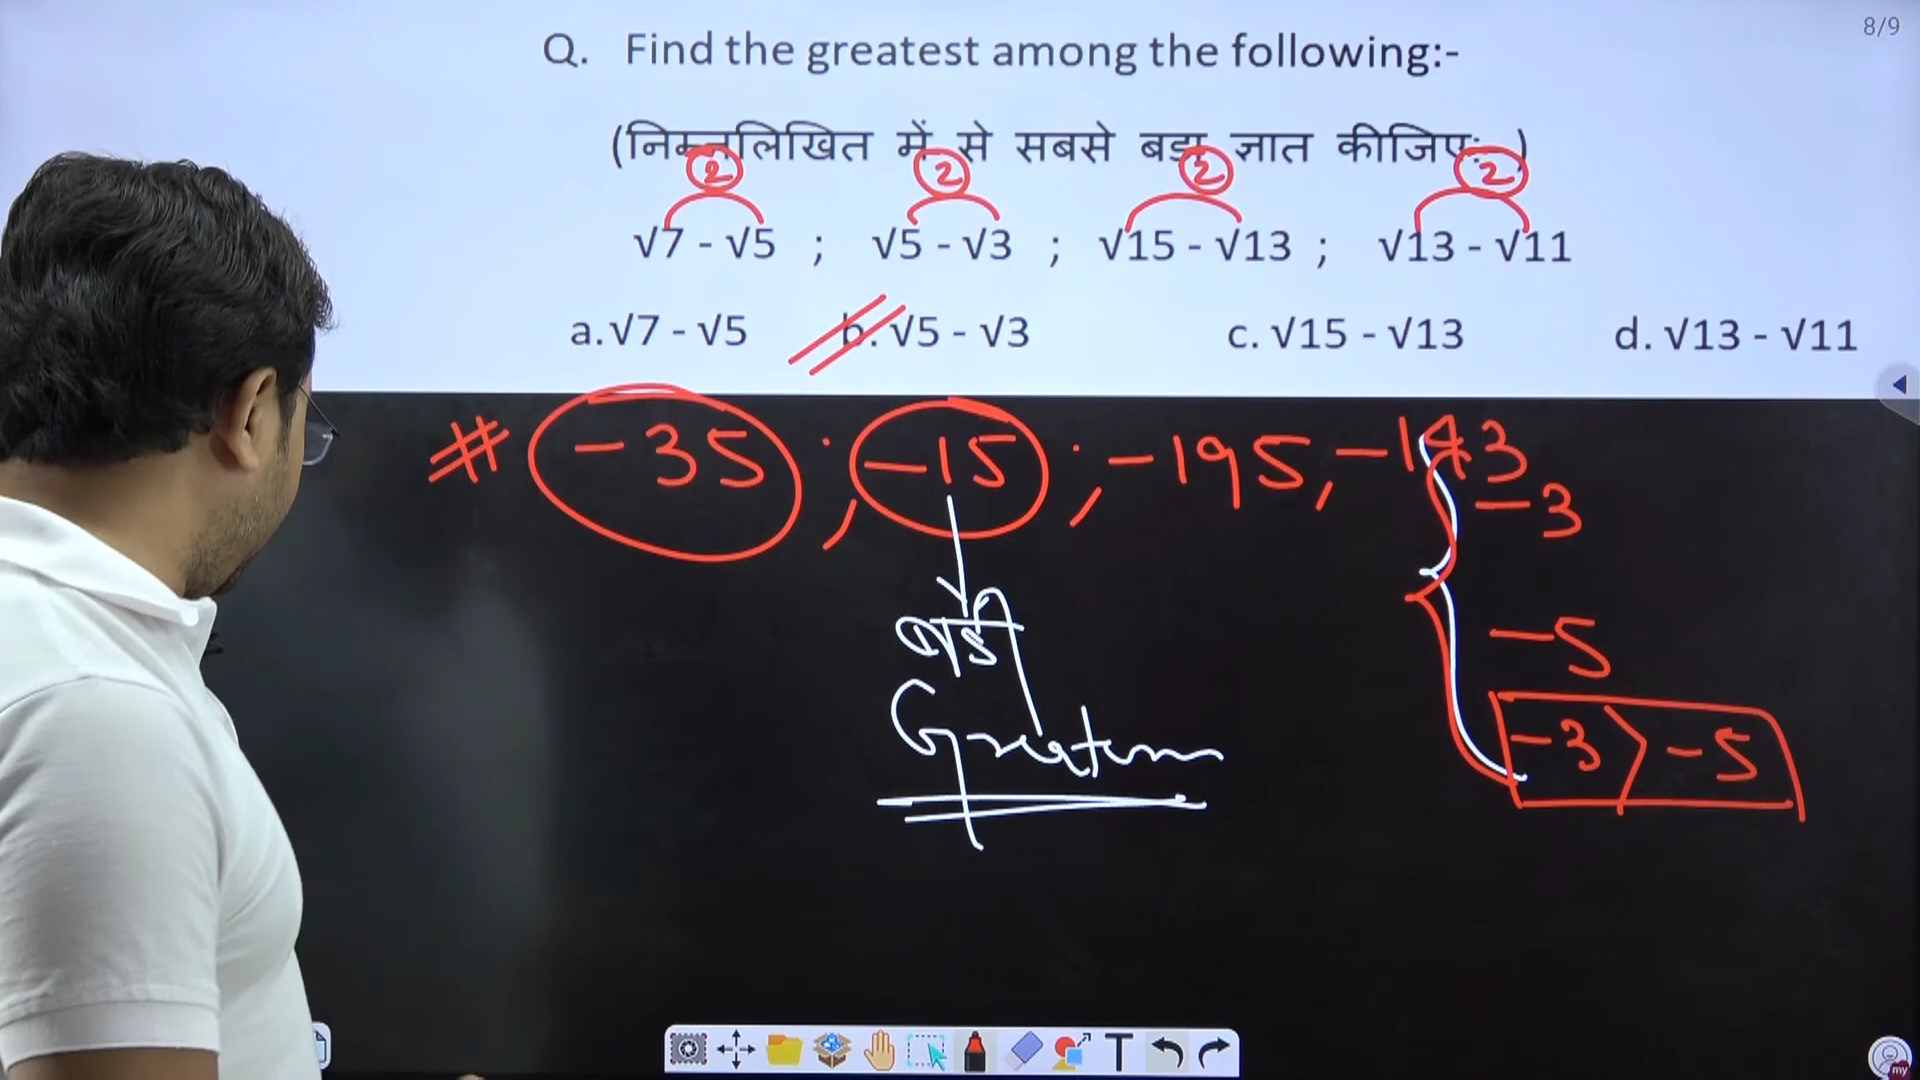 8/9
Q. Find the greatest among the following:-
(निम्नलिखित में से सबसे बड़ा ज्ञात कीजिए: )
2 2 2 2
√7 - √5 ; √5 - √3 ; √15 - √13 ; √13 - √11
a.√7 - √5 b. √5 - √3 c. √15 - √13 d. √13 - √11
# -35 ; -15 ; -195, -143
-3
-5
-3 > -5
T
my